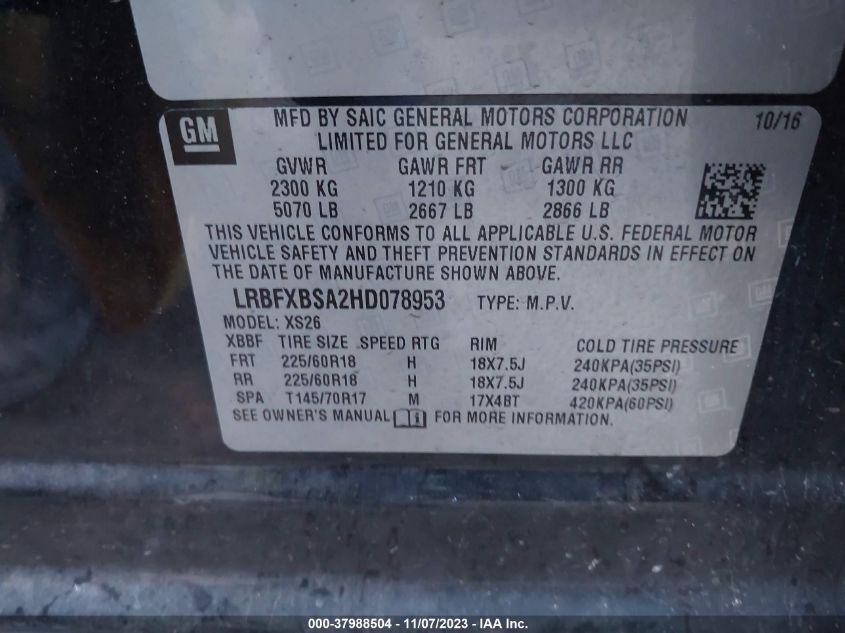 GM
MFD BY SAIC GENERAL MOTORS CORPORATION 10/16
LIMITED FOR GENERAL MOTORS LLC
GVWR GAWR FRT GAWR RR
2300 KG 1210 KG 1300 KG
5070 LB 2667 LB 2866 LB
THIS VEHICLE CONFORMS TO ALL APPLICABLE U.S. FEDERAL MOTOR
VEHICLE SAFETY AND THEFT PREVENTION STANDARDS IN EFFECT ON
THE DATE OF MANUFACTURE SHOWN ABOVE.
LRBFXBSA2HD078953 TYPE: M.P.V.
MODEL: XS26
XBBF TIRE SIZE SPEED RTG RIM COLD TIRE PRESSURE
FRT 225/60R18 H 18X7.5J 240KPA(35PSI)
RR 225/60R18 H 18X7.5J 240KPA(35PSI)
SPA T145/70R17 M 17X4BT 420KPA(60PSI)
SEE OWNER'S MANUAL FOR MORE INFORMATION.
000-37988504 - 11/07/2023 - IAA Inc.